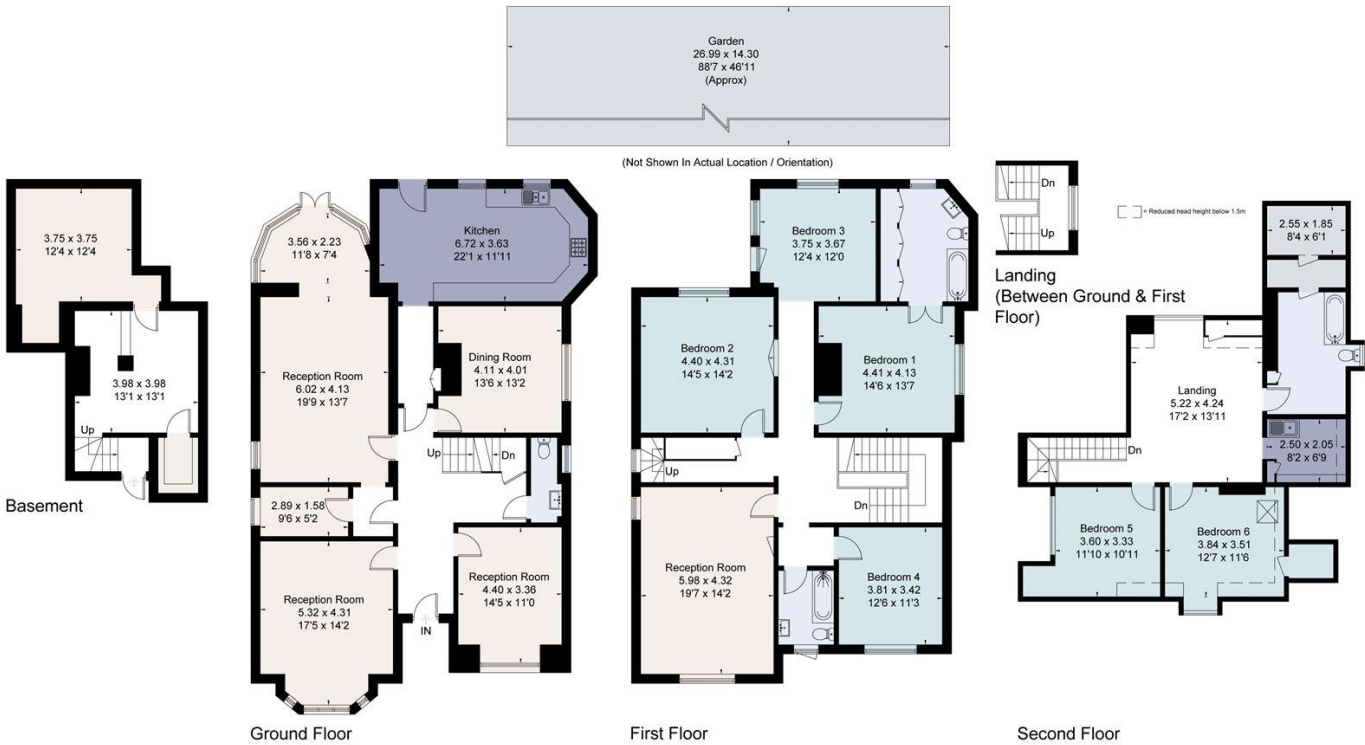 Garden
26.99 x 14.30
88'7 x 46'11
(Approx)
(Not Shown In Actual Location / Orientation)
3.75 x 3.75
12'4 x 12'4
3.98 x 3.98
13'1 x 13'1
Up
Basement
3.56 x 2.23
11'8 x 7'4
Kitchen
6.72 x 3.63
22'1 x 11'11
Dining Room
4.11 x 4.01
13'6 x 13'2
Reception Room
6.02 x 4.13
19'9 x 13'7
Up
Dn
2.89 x 1.58
9'6 x 5'2
Reception Room
5.32 x 4.31
17'5 x 14'2
Reception Room
4.40 x 3.36
14'5 x 11'0
IN
Ground Floor
Bedroom 3
3.75 x 3.67
12'4 x 12'0
Bedroom 2
4.40 x 4.31
14'5 x 14'2
Bedroom 1
4.41 x 4.13
14'6 x 13'7
Up
Dn
Reception Room
5.98 x 4.32
19'7 x 14'2
Bedroom 4
3.81 x 3.42
12'6 x 11'3
First Floor
Dn
Up
Landing
(Between Ground & First
Floor)
= Reduced head height below 1.5m
2.55 x 1.85
8'4 x 6'1
Landing
5.22 x 4.24
17'2 x 13'11
Dn
2.50 x 2.05
8'2 x 6'9
Bedroom 5
3.60 x 3.33
11'10 x 10'11
Bedroom 6
3.84 x 3.51
12'7 x 11'6
Second Floor